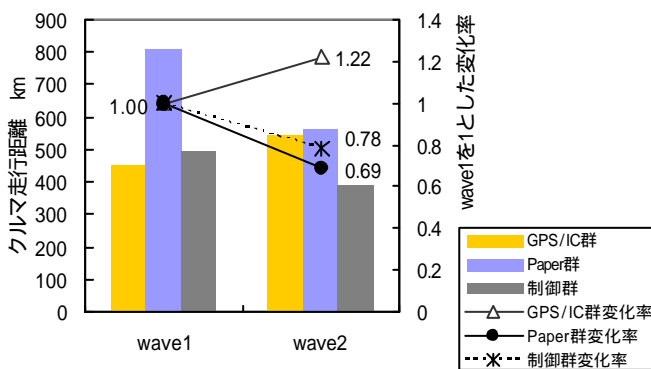 900
800
700
600
500
400
300
200
100
0
クルマ走行距離 km
1.4
1.2
1
0.8
0.6
0.4
0.2
0
wave1を1とした変化率
1.00
1.22
0.78
0.69
wave1
wave2
GPS/IC群
Paper群
制御群
GPS/IC群変化率
Paper群変化率
制御群変化率